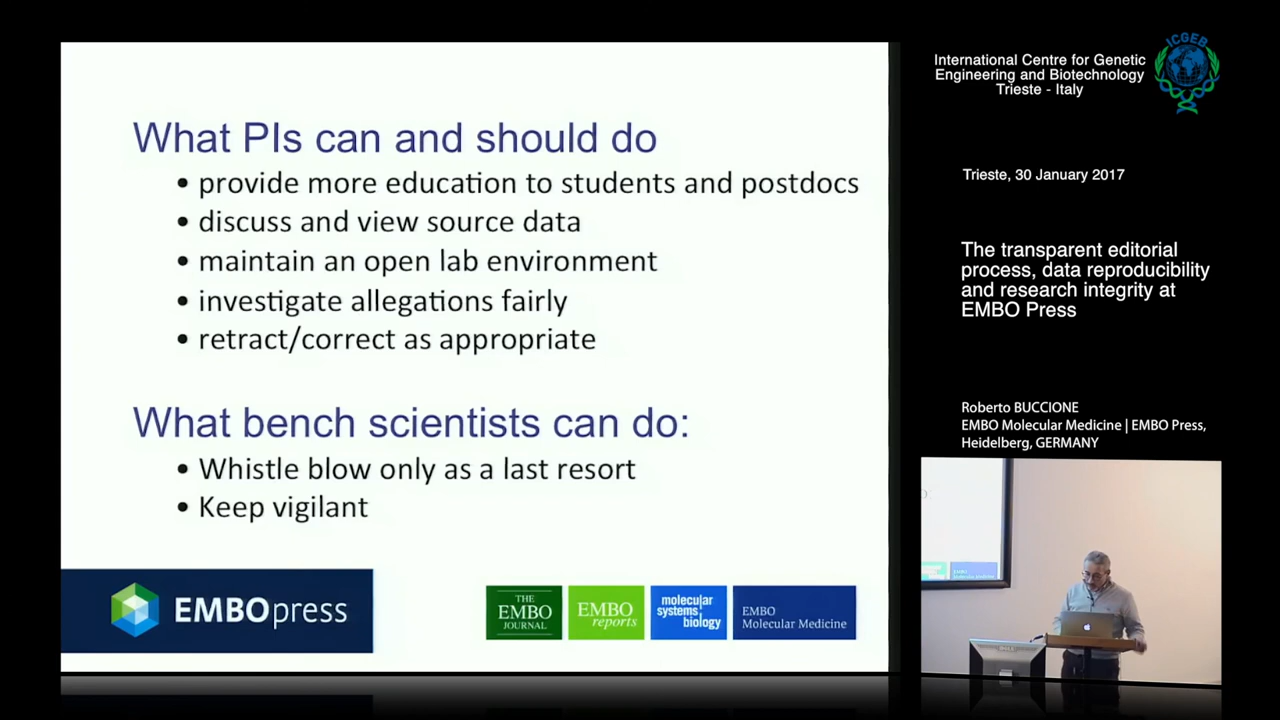 What PIs can and should do
• provide more education to students and postdocs
• discuss and view source data
• maintain an open lab environment
• investigate allegations fairly
• retract/correct as appropriate
What bench scientists can do:
• Whistle blow only as a last resort
• Keep vigilant
EMBOpress
THE
EMBO
JOURNAL
EMBO
reports
molecular
systems
biology
EMBO
Molecular Medicine
International Centre for Genetic
Engineering and Biotechnology
Trieste - Italy
ICGEB
Trieste, 30 January 2017
The transparent editorial
process, data reproducibility
and research integrity at
EMBO Press
Roberto BUCCIONE
EMBO Molecular Medicine | EMBO Press,
Heidelberg, GERMANY